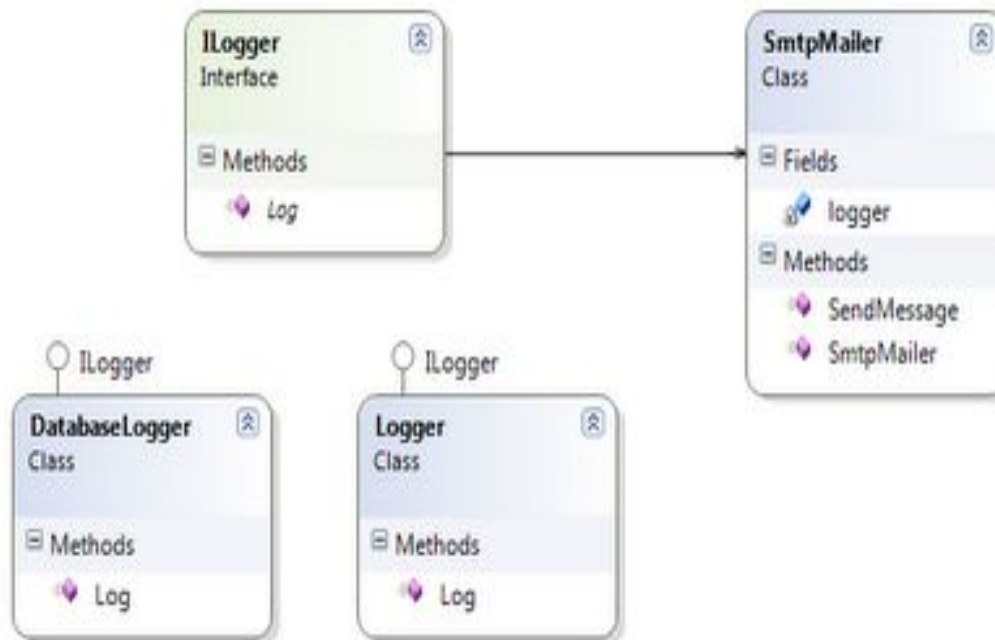 ILogger
Interface
Methods
Log
SmtpMailer
Class
Fields
logger
Methods
SendMessage
SmtpMailer
ILogger
DatabaseLogger
Class
Methods
Log
ILogger
Logger
Class
Methods
Log